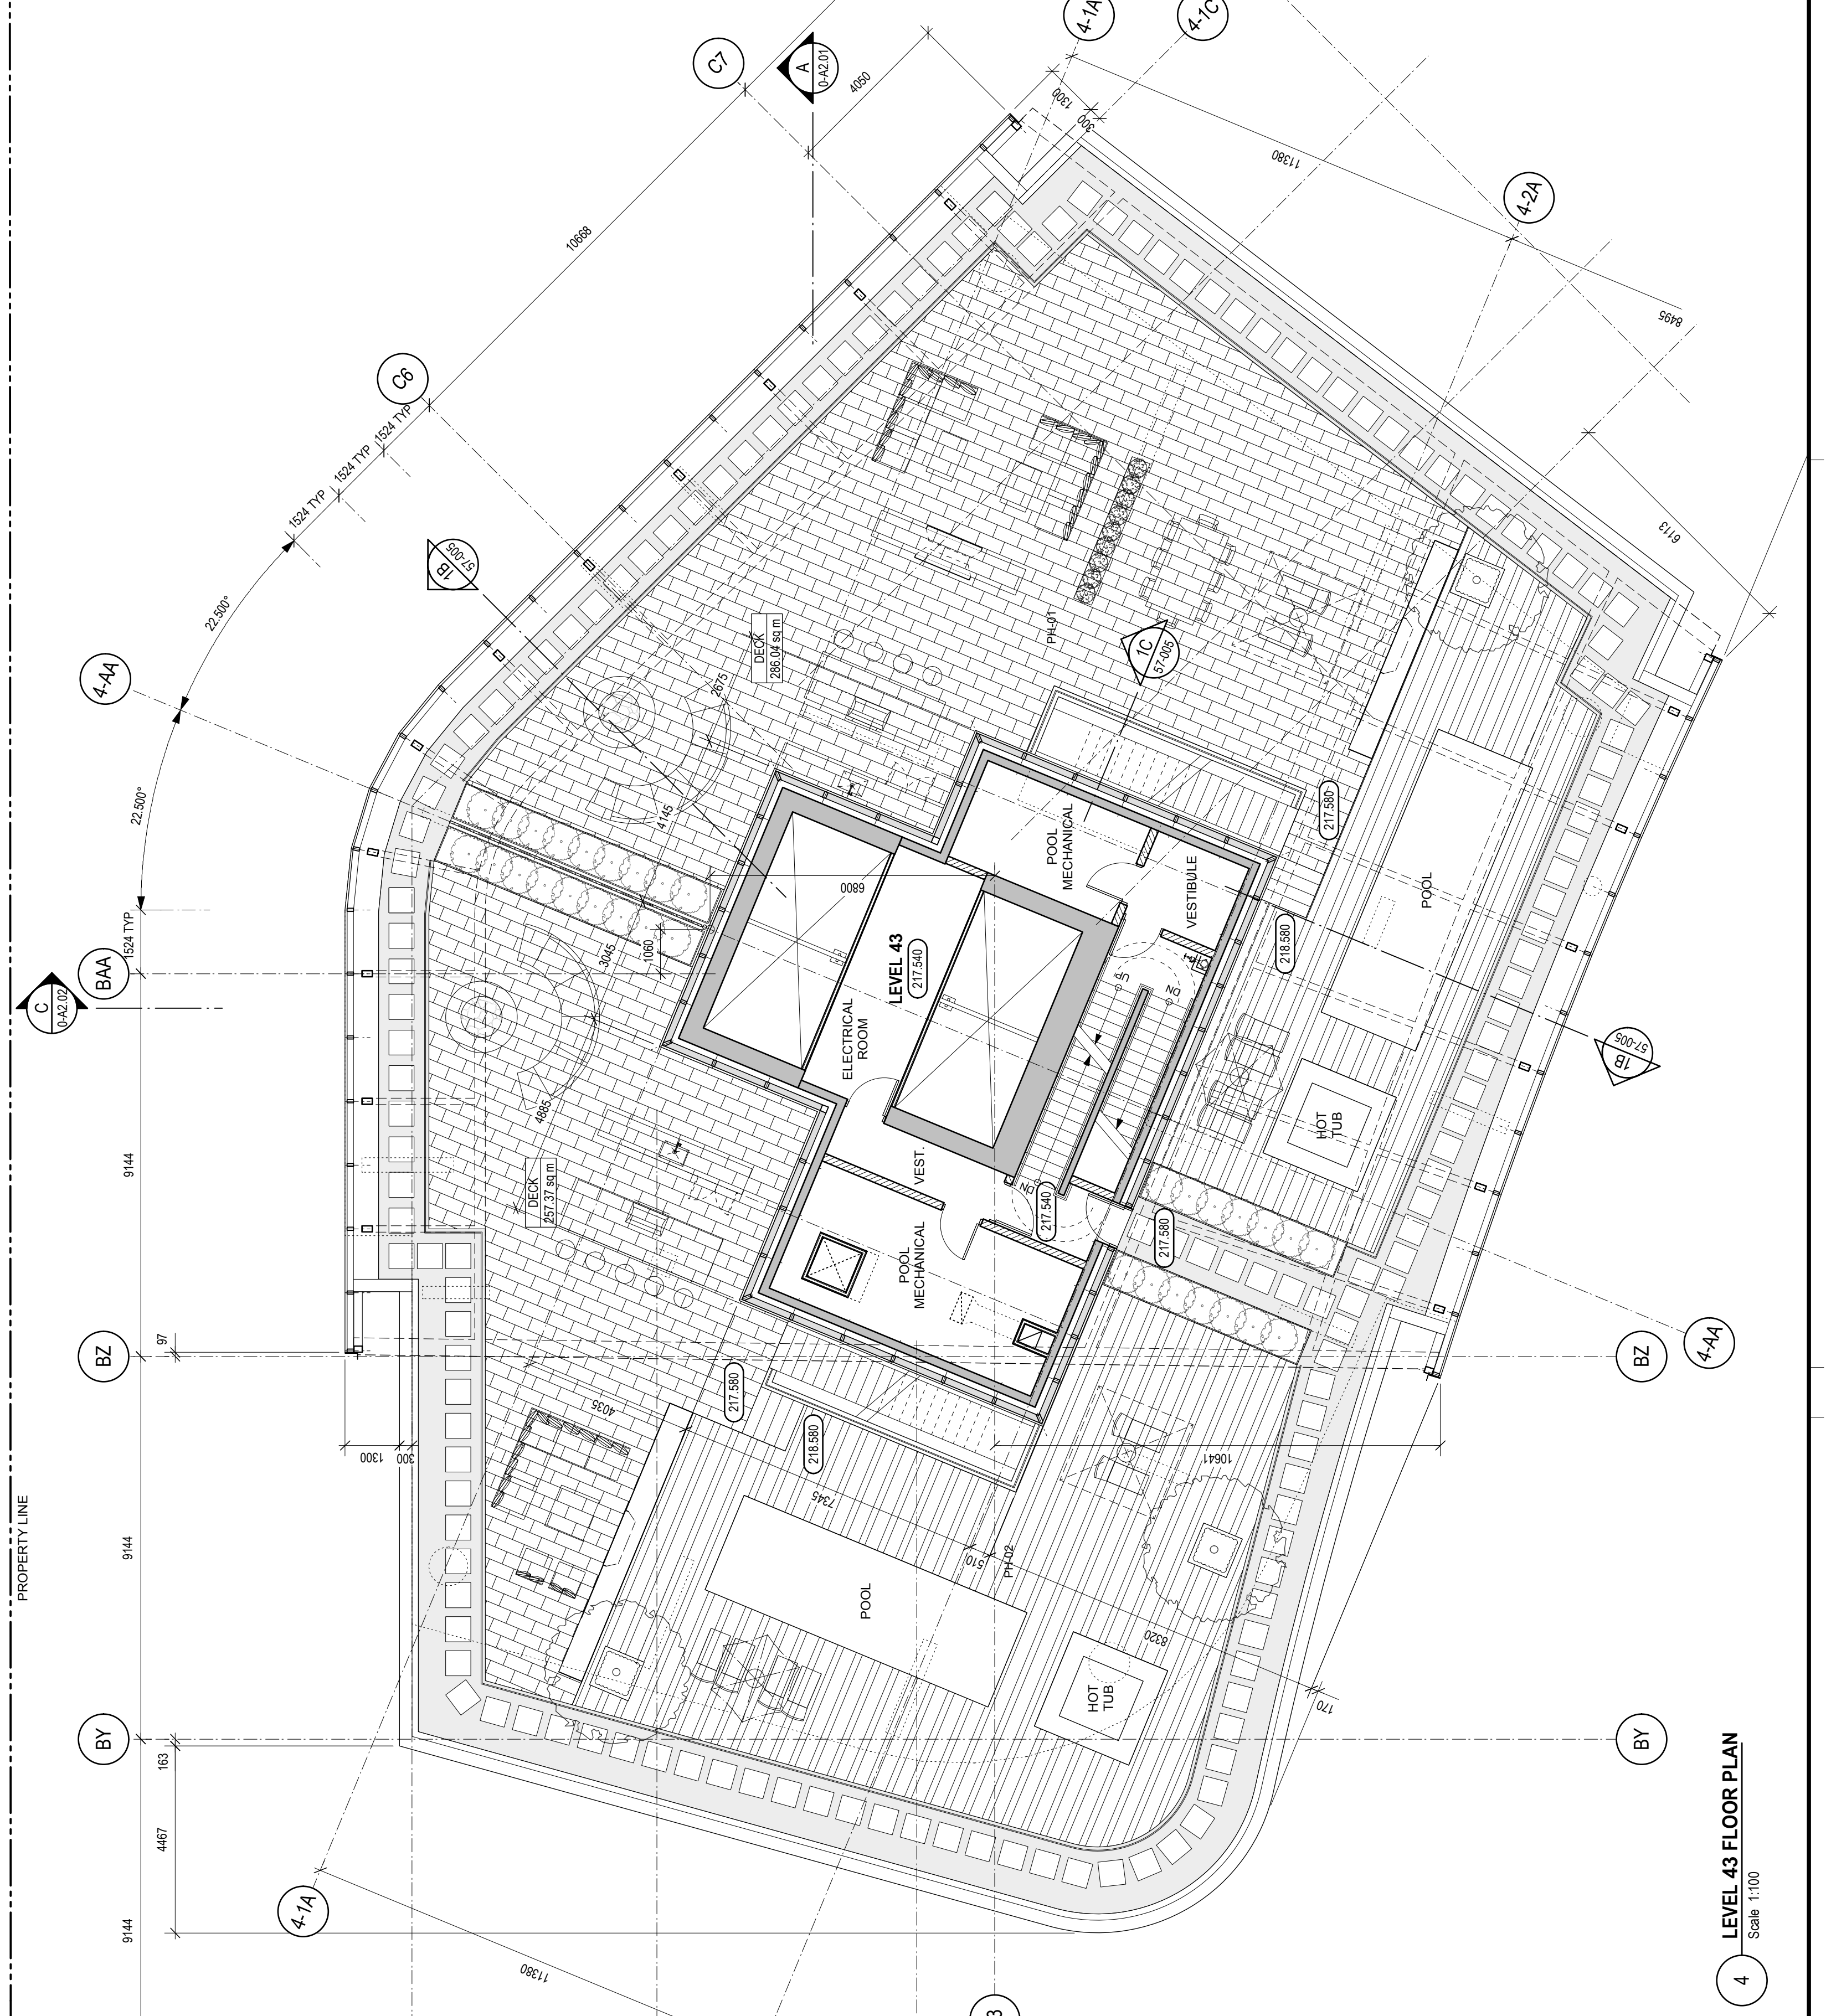 PROPERTY LINE
C7
A
0-A2.01
4050
4-1A
4-1C
1300
300
11380
4-2A
8495
6173
10668
C6
1524 TYP
1524 TYP
1524 TYP
22.500°
22.500°
4-AA
1B
57-005
1524 TYP
BAA
C
0-A2.02
9144
97
BZ
9144
BY
163
4467
9144
4-1A
11380
DECK
286.04 sq m
2675
4145
PH-01
1C
57-005
217.580
POOL
MECHANICAL
VESTIBULE
6800
LEVEL 43
217.540
ELECTRICAL
ROOM
3045
1060
4885
DECK
257.37 sq m
UP
DN
218.580
POOL
1B
57-005
HOT
TUB
VEST.
DN
217.540
217.580
POOL
MECHANICAL
1300
300
4035
217.580
218.580
7345
10641
510
PH-02
POOL
8320
HOT
TUB
170
BZ
4-AA
BY
4
LEVEL 43 FLOOR PLAN
Scale 1:100